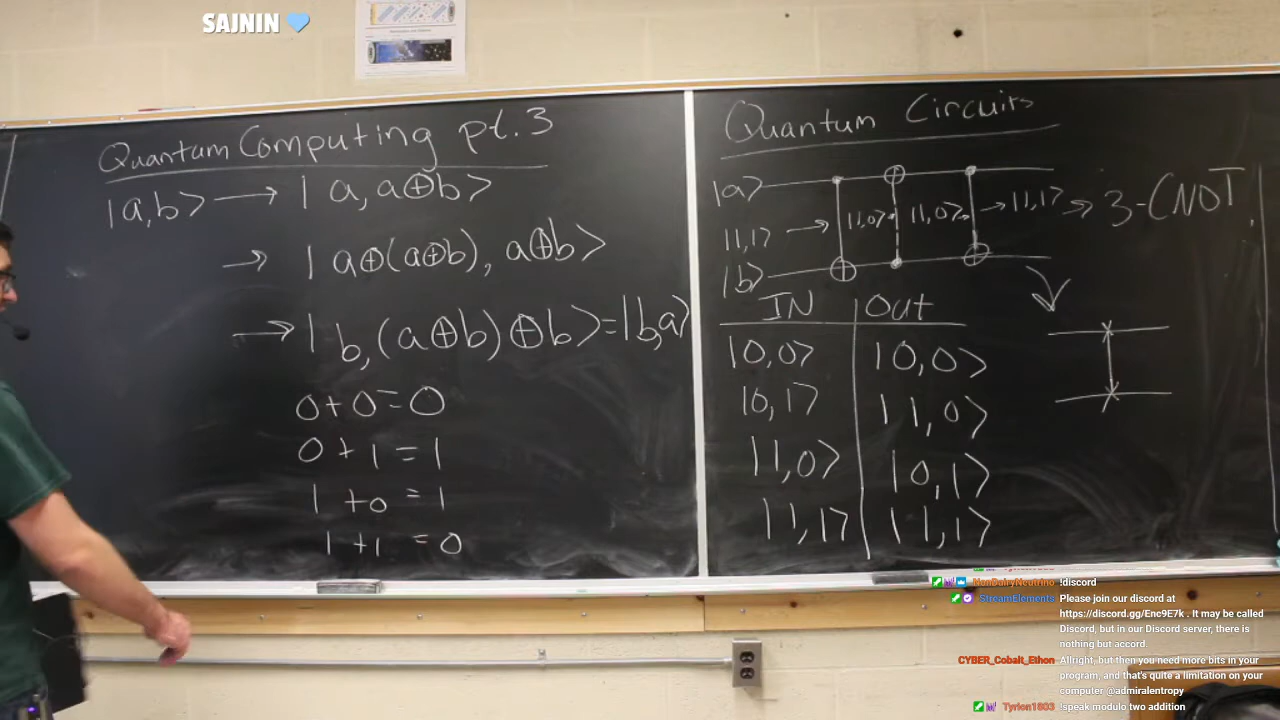 SAJNIN 💙
Quantum Computing pt.3
|a,b> → |a, a⊕b>
→ |a⊕(a⊕b), a⊕b>
→ |b,(a⊕b)⊕b>=|b,a>
0+0=0
0+1=1
1+0=1
1+1=0
Quantum Circuits
|a>
|1,1> → |1,0> |1,0> → |1,1> ⇒ 3-CNOT
|b>
IN Out
|0,0> |0,0>
|0,1> |1,0>
|1,0> |0,1>
|1,1> |1,1>
NonDairyNeutrino !discord
StreamElements Please join our discord at
https://discord.gg/Enc9E7k . It may be called
Discord, but in our Discord server, there is
nothing but accord.
CYBER_Cobalt_Ethon Allright, but then you need more bits in your
program, and that's quite a limitation on your
computer @admiralentropy
Tyrion1803 !speak modulo two addition